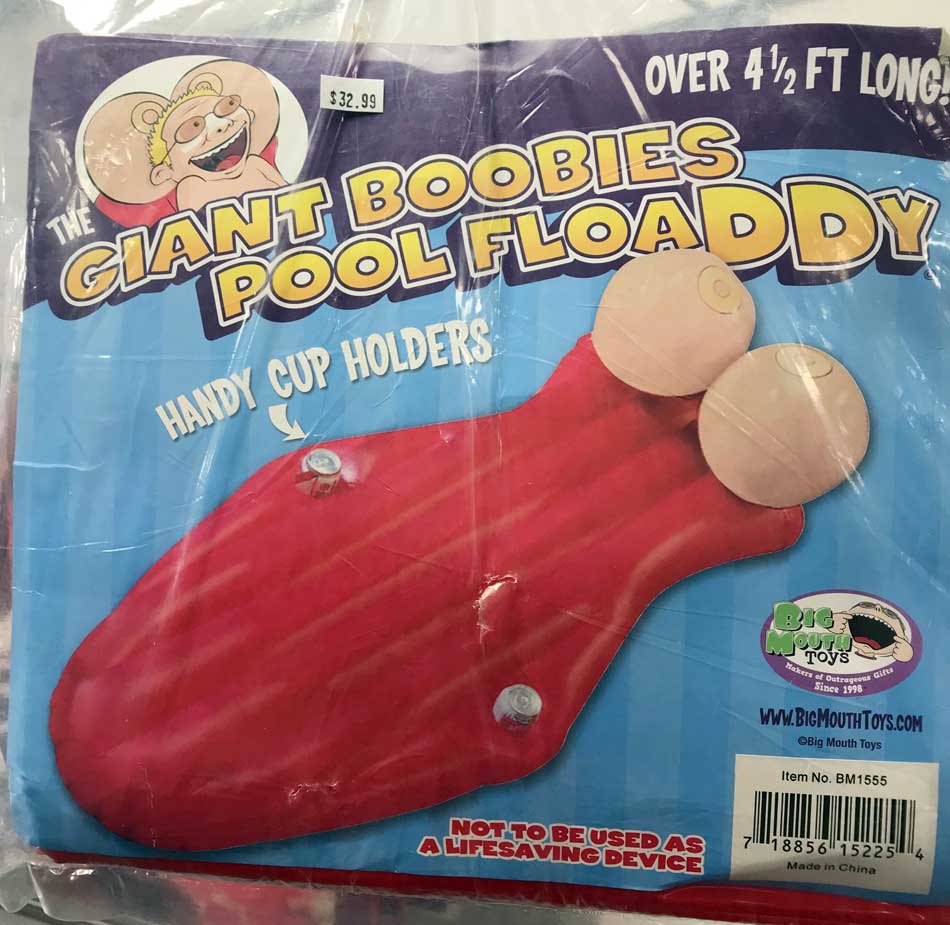 $32.99
OVER 4 1/2 FT LONG!
THE
GIANT BOOBIES
POOL FLOADDY
©
HANDY CUP HOLDERS
BIG
MOUTH
TOYS
Makers of Outrageous Gifts
Since 1998
WWW.BIGMOUTHTOYS.COM
©Big Mouth Toys
Item No. BM1555
7 18856 15225 4
Made in China
NOT TO BE USED AS
A LIFESAVING DEVICE